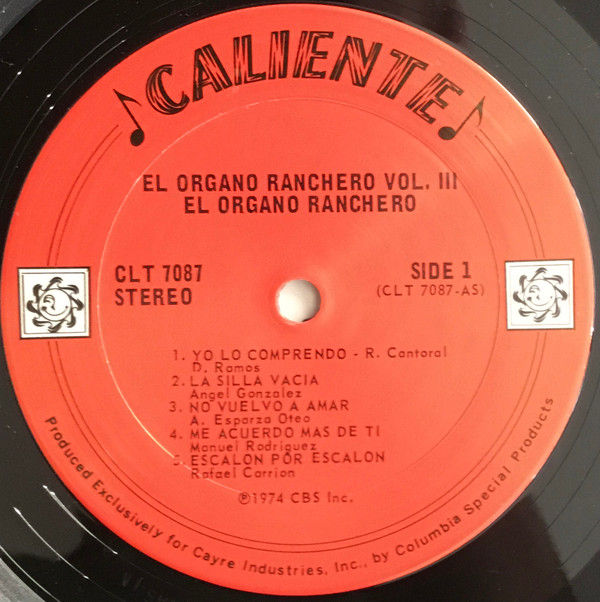 CALIENTE
EL ORGANO RANCHERO VOL. III
EL ORGANO RANCHERO
CLT 7087
STEREO
SIDE 1
(CLT 7087-AS)
1. YO LO COMPRENDO - R. Cantoral
D. Ramos
2. LA SILLA VACIA
Angel Gonzalez
3. NO VUELVO A AMAR
A. Esparza Oteo
4. ME ACUERDO MAS DE TI
Manuel Rodriguez
5. ESCALON POR ESCALON
Rafael Carrion
Ⓟ1974 CBS Inc.
Produced Exclusively for Cayre Industries, Inc., by Columbia Special Products